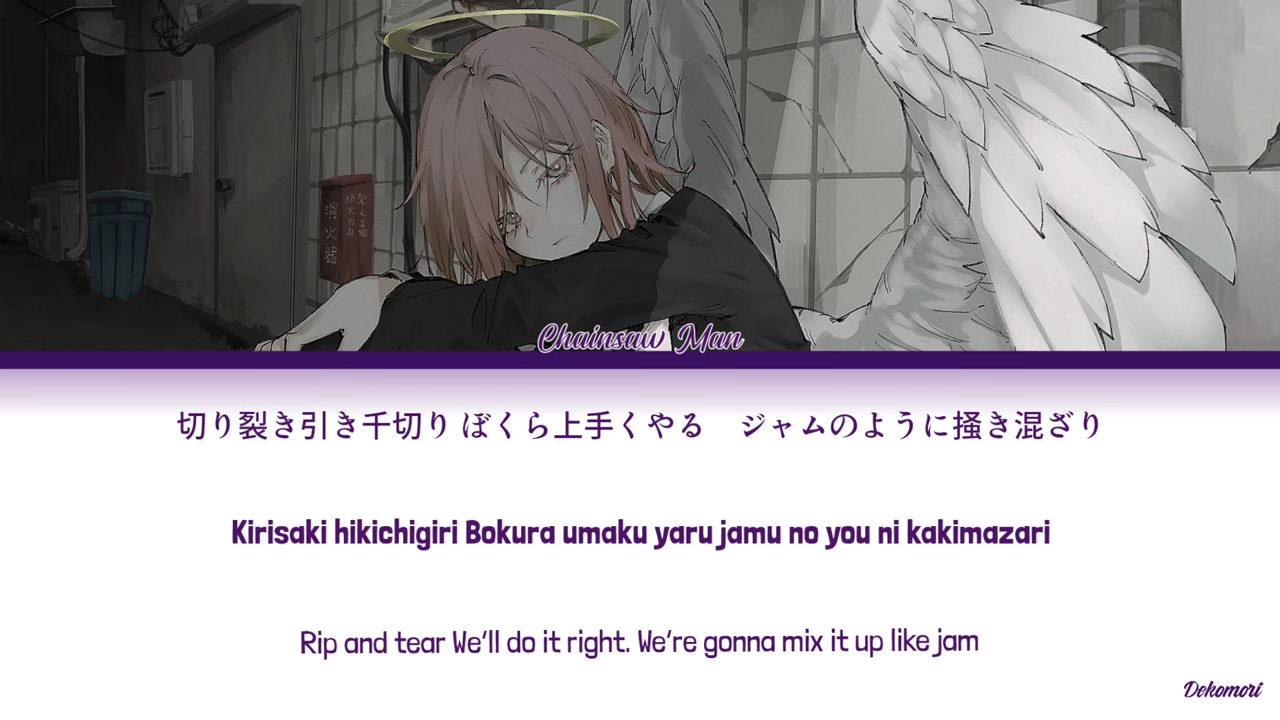 消火器
Chainsaw Man
切り裂き引き千切り ぼくら上手くやる　ジャムのように掻き混ざり
Kirisaki hikichigiri Bokura umaku yaru jamu no you ni kakimazari
Rip and tear We’ll do it right. We’re gonna mix it up like jam
Dekomori